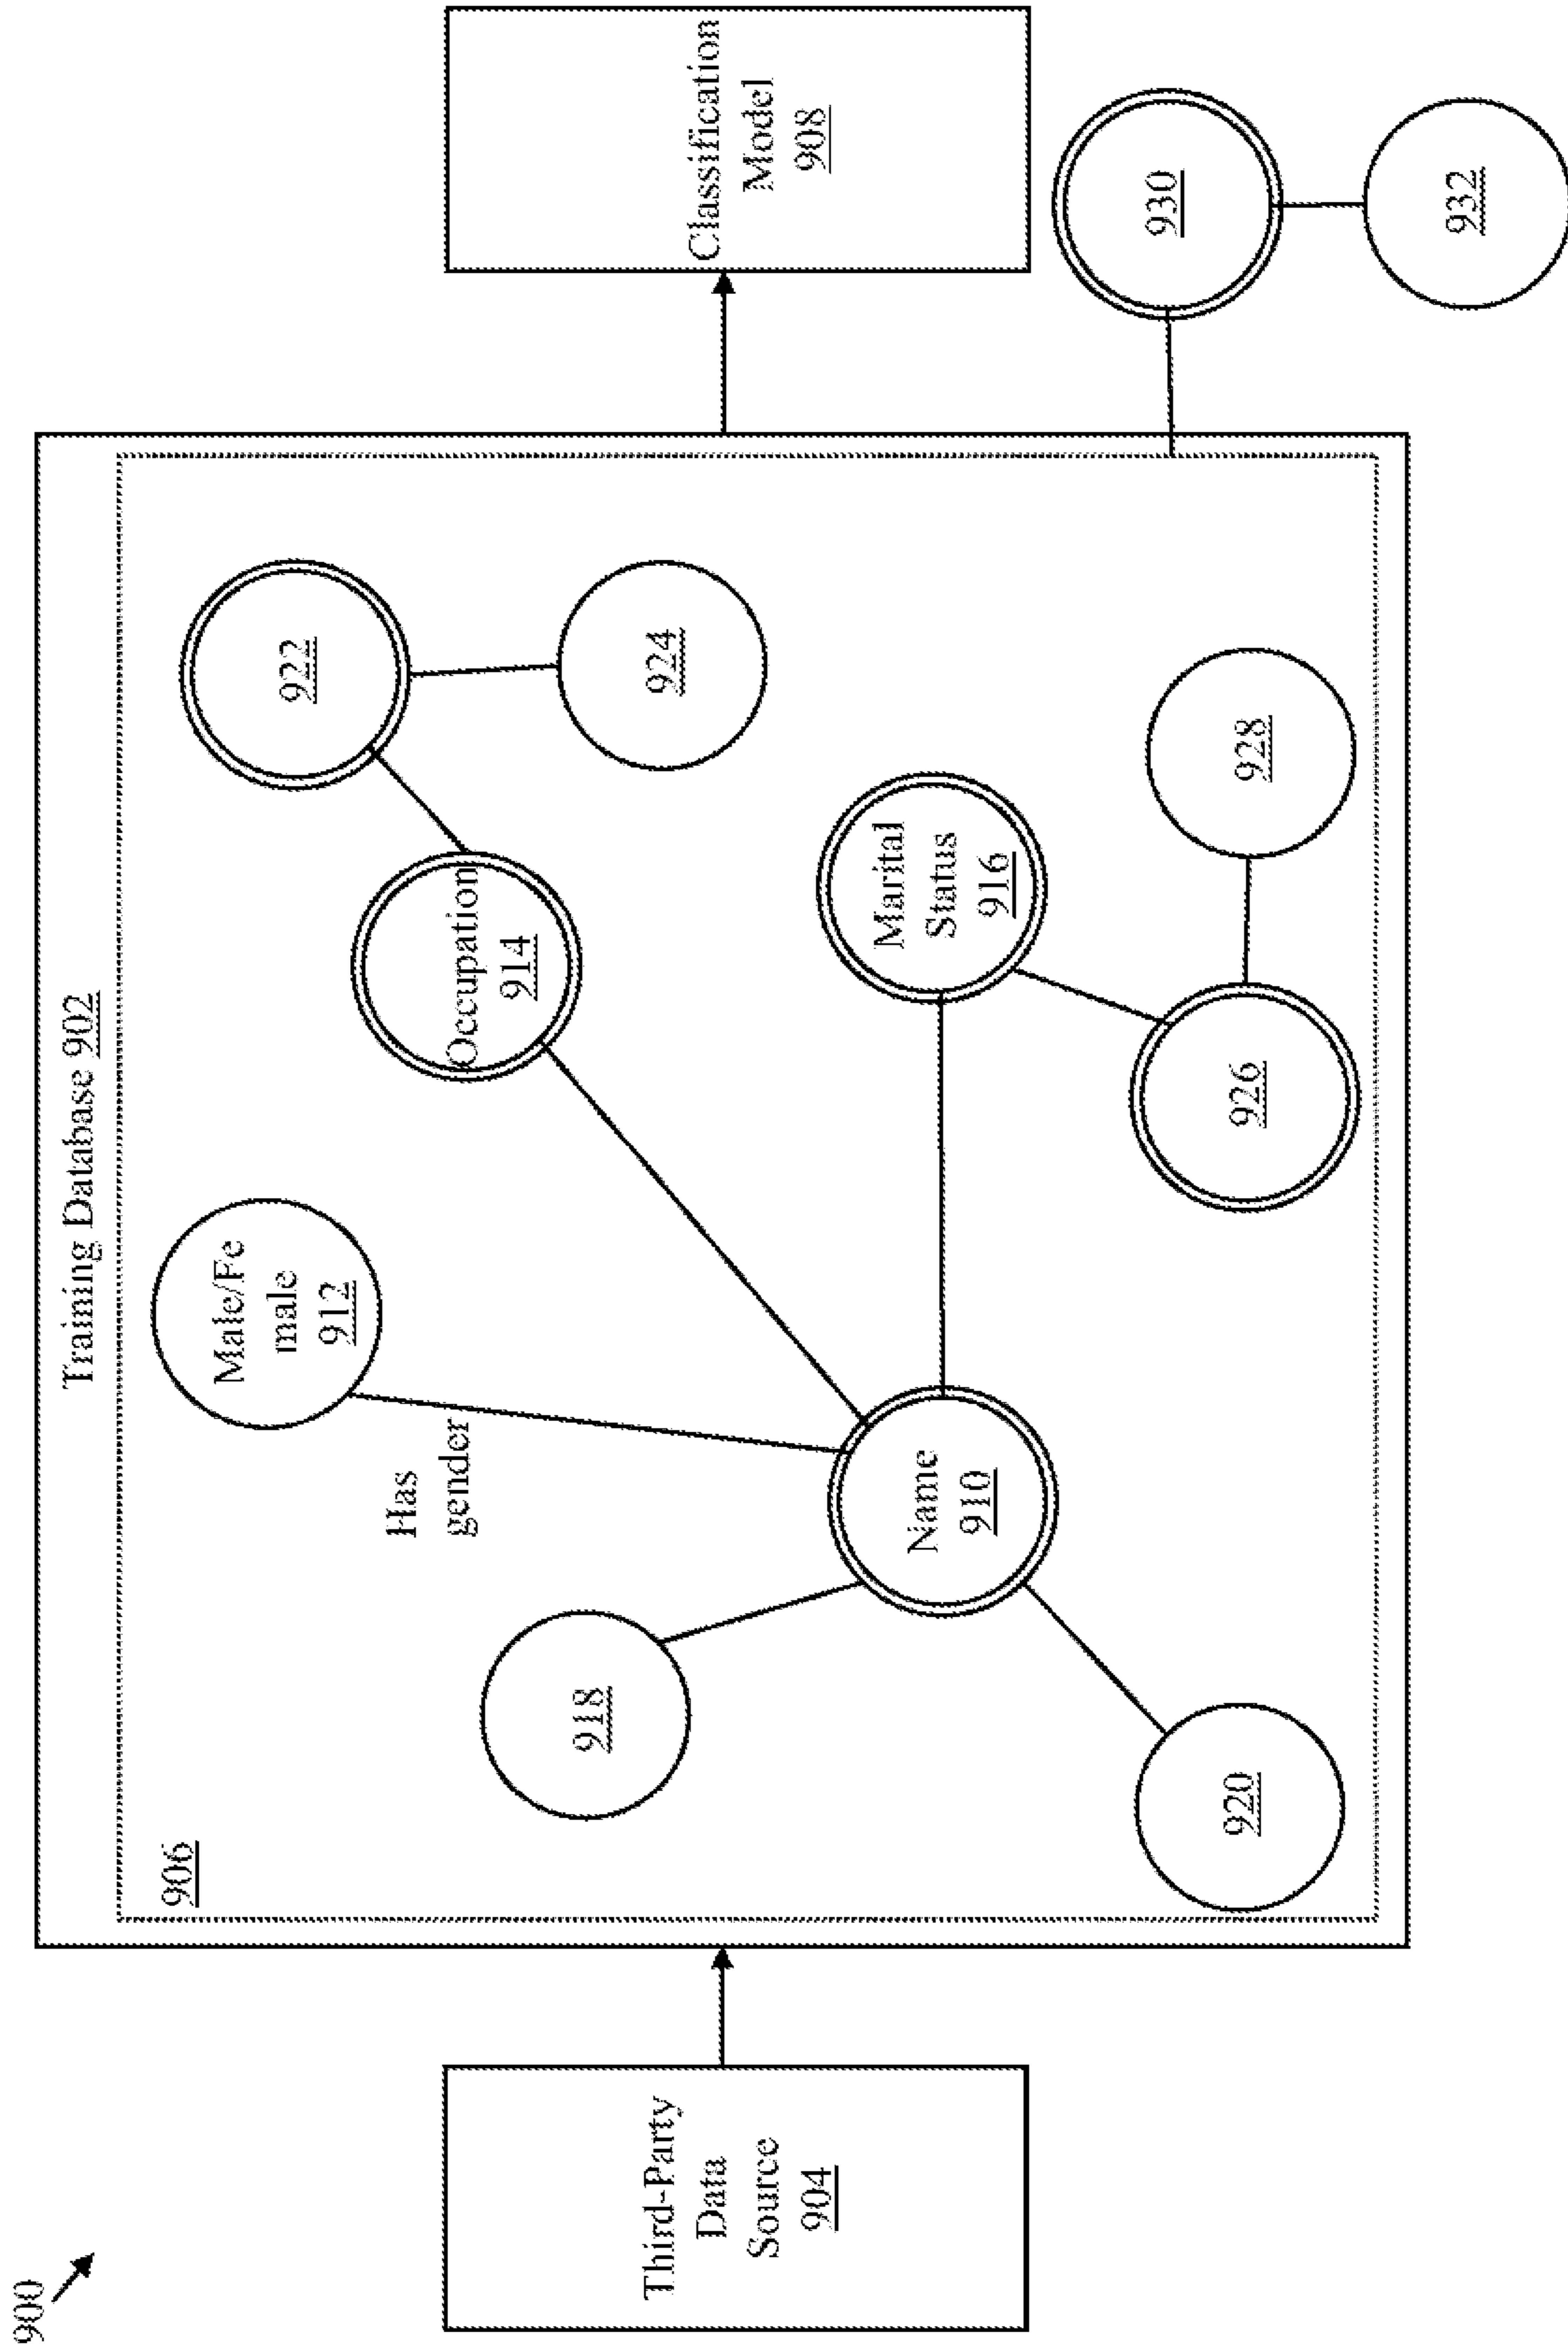 900
Third-Party
Data
Source
904
Training Database 902
906
918
920
Has
gender
Name
910
Male/Fe
male
912
Occupation
914
Marital
Status
916
922
924
926
928
Classification
Model
908
930
932